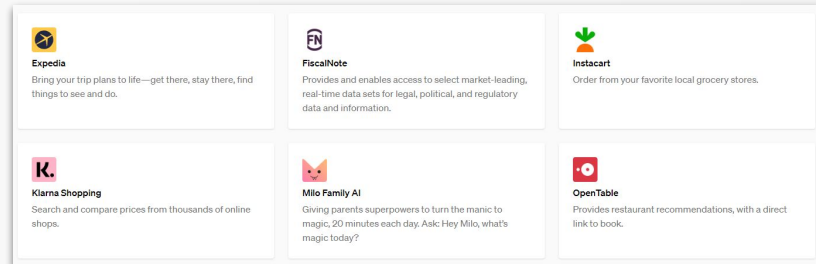 Expedia
Bring your trip plans to life—get there, stay there, find
things to see and do.
FN
FiscalNote
Provides and enables access to select market-leading,
real-time data sets for legal, political, and regulatory
data and information.
Instacart
Order from your favorite local grocery stores.
K.
Klarna Shopping
Search and compare prices from thousands of online
shops.
Milo Family AI
Giving parents superpowers to turn the manic to
magic, 20 minutes each day. Ask: Hey Milo, what's
magic today?
OpenTable
Provides restaurant recommendations, with a direct
link to book.